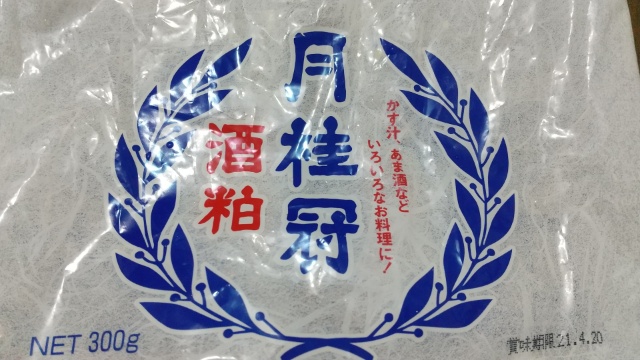 月桂冠
酒粕
かす汁、あま酒など
いろいろなお料理に!
NET 300g
賞味期限21.4.20